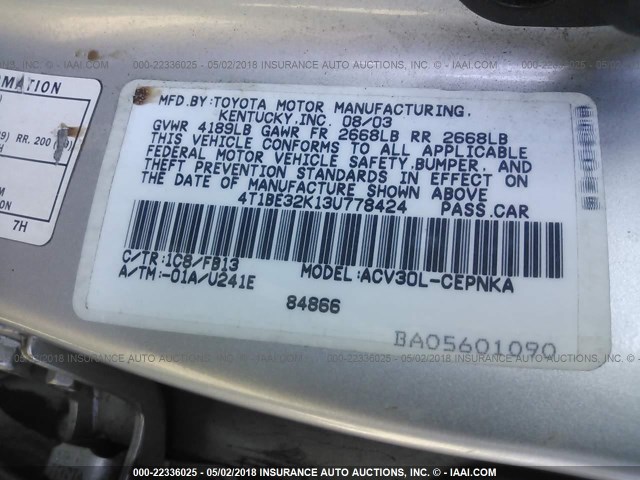 000-22336025 - 05/02/2018 INSURANCE AUTO AUCTIONS, INC. - © - IAAI.COM
RMATION
RR. 200
7H
MFD.BY:TOYOTA MOTOR MANUFACTURING,
KENTUCKY,INC. 08/03
GVWR 4189LB GAWR FR 2668LB RR 2668LB
THIS VEHICLE CONFORMS TO ALL APPLICABLE
FEDERAL MOTOR VEHICLE SAFETY,BUMPER, AND
THEFT PREVENTION STANDARDS IN EFFECT ON
THE DATE OF MANUFACTURE SHOWN ABOVE
4T1BE32K13U778424 PASS.CAR
C/TR:1C8/FB13 MODEL:ACV30L-CEPNKA
A/TM:-01A/U241E
84866
BA05601090
000-22336025 - 05/02/2018 INSURANCE AUTO AUCTIONS, INC. - © - IAAI.COM